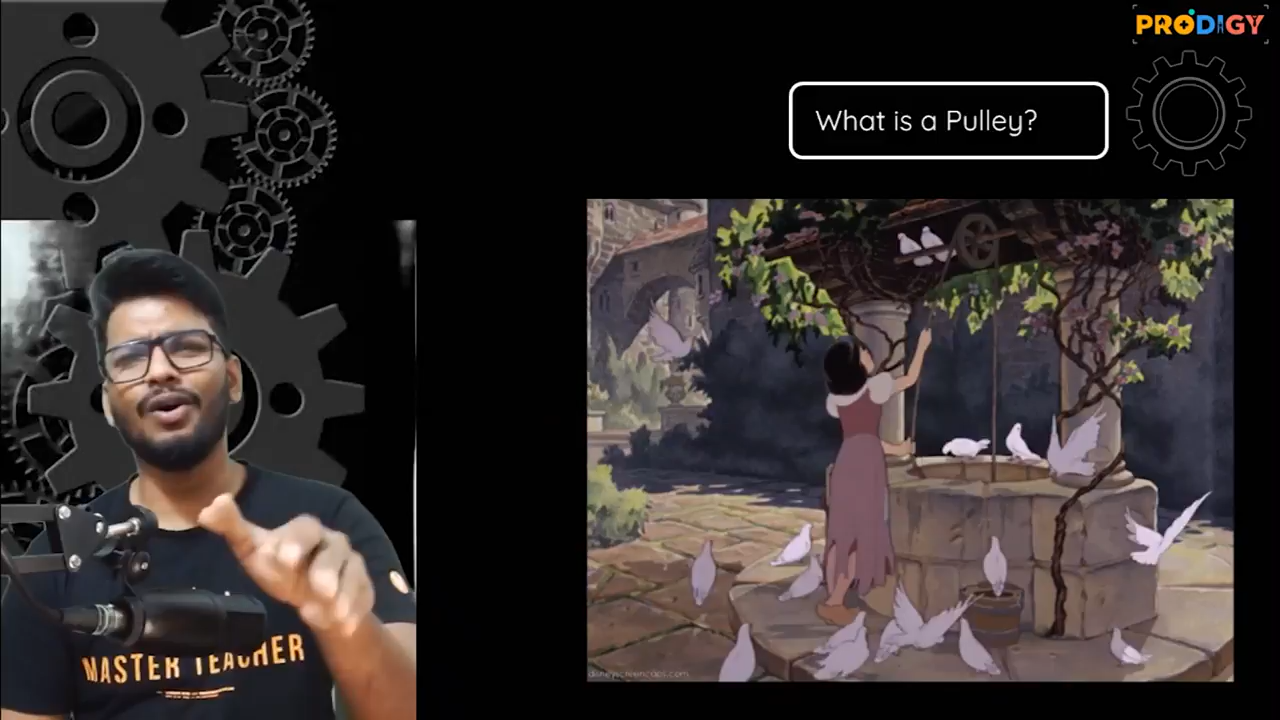 PRODIGY
What is a Pulley?
MASTER TEACHER
disneyscreencaps.com